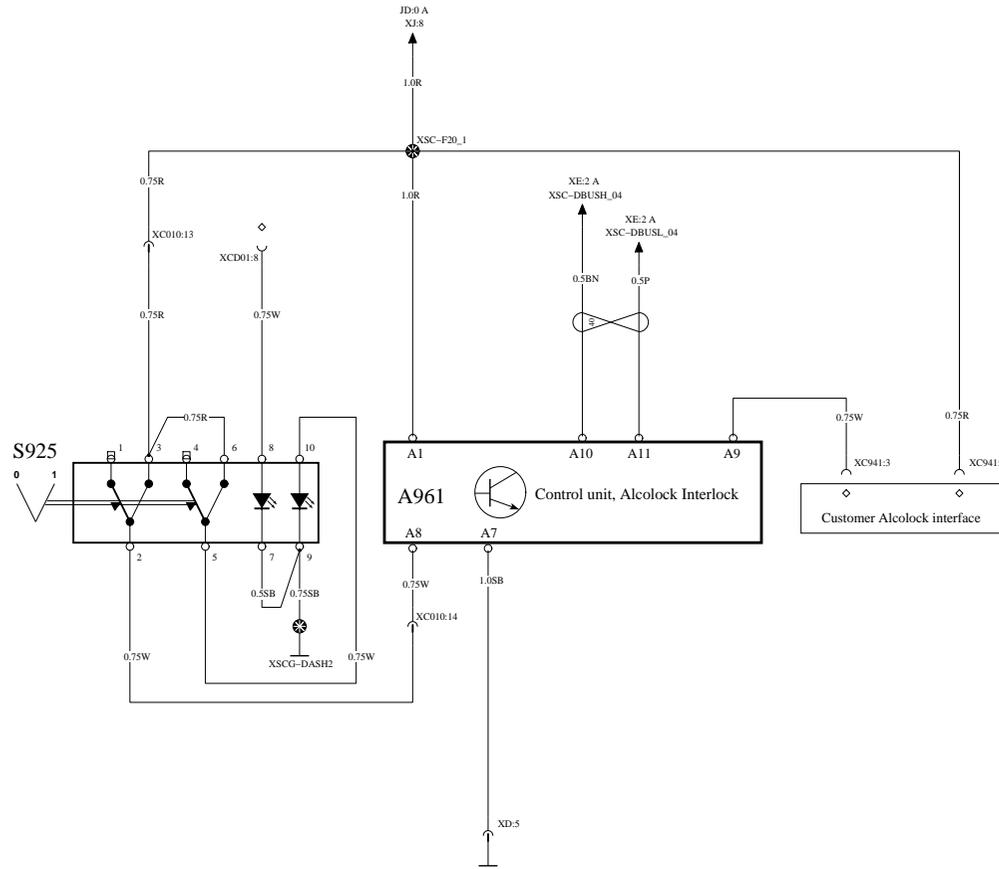 JD:0 A
XJ:8
1.0R
XSC−F20_1
0.75R
1.0R
XE:2 A
XSC−DBUSH_04
XE:2 A
XSC−DBUSL_04
XC010:13
XCD01:8
0.5BN
0.5P
0.75R
0.75W
40
0.75R
0.75W
0.75R
S925
0
1
1
3
4
6
8
10
A1
A10
A11
A9
XC941:3
XC941:
A961
Control unit, Alcolock Interlock
Customer Alcolock interface
A8
A7
2
5
7
9
0.5SB
0.75SB
0.75W
1.0SB
XC010:14
XSCG−DASH2
0.75W
0.75W
XD:5